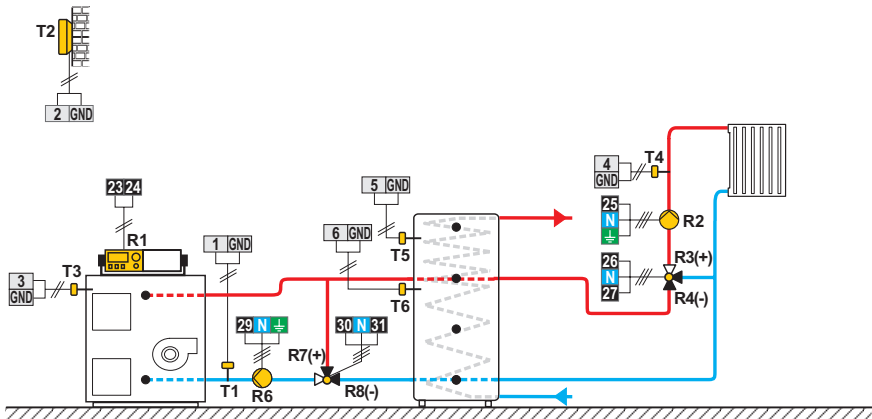 T2
2 GND
4 T4
GND
23 24
5 GND
25
N R2
R1
1 GND
6 GND
T5
26 R3(+)
N
27 R4(-)
3 T3
GND
T6
29 N
30 N 31
R7(+)
T1 R6 R8(-)